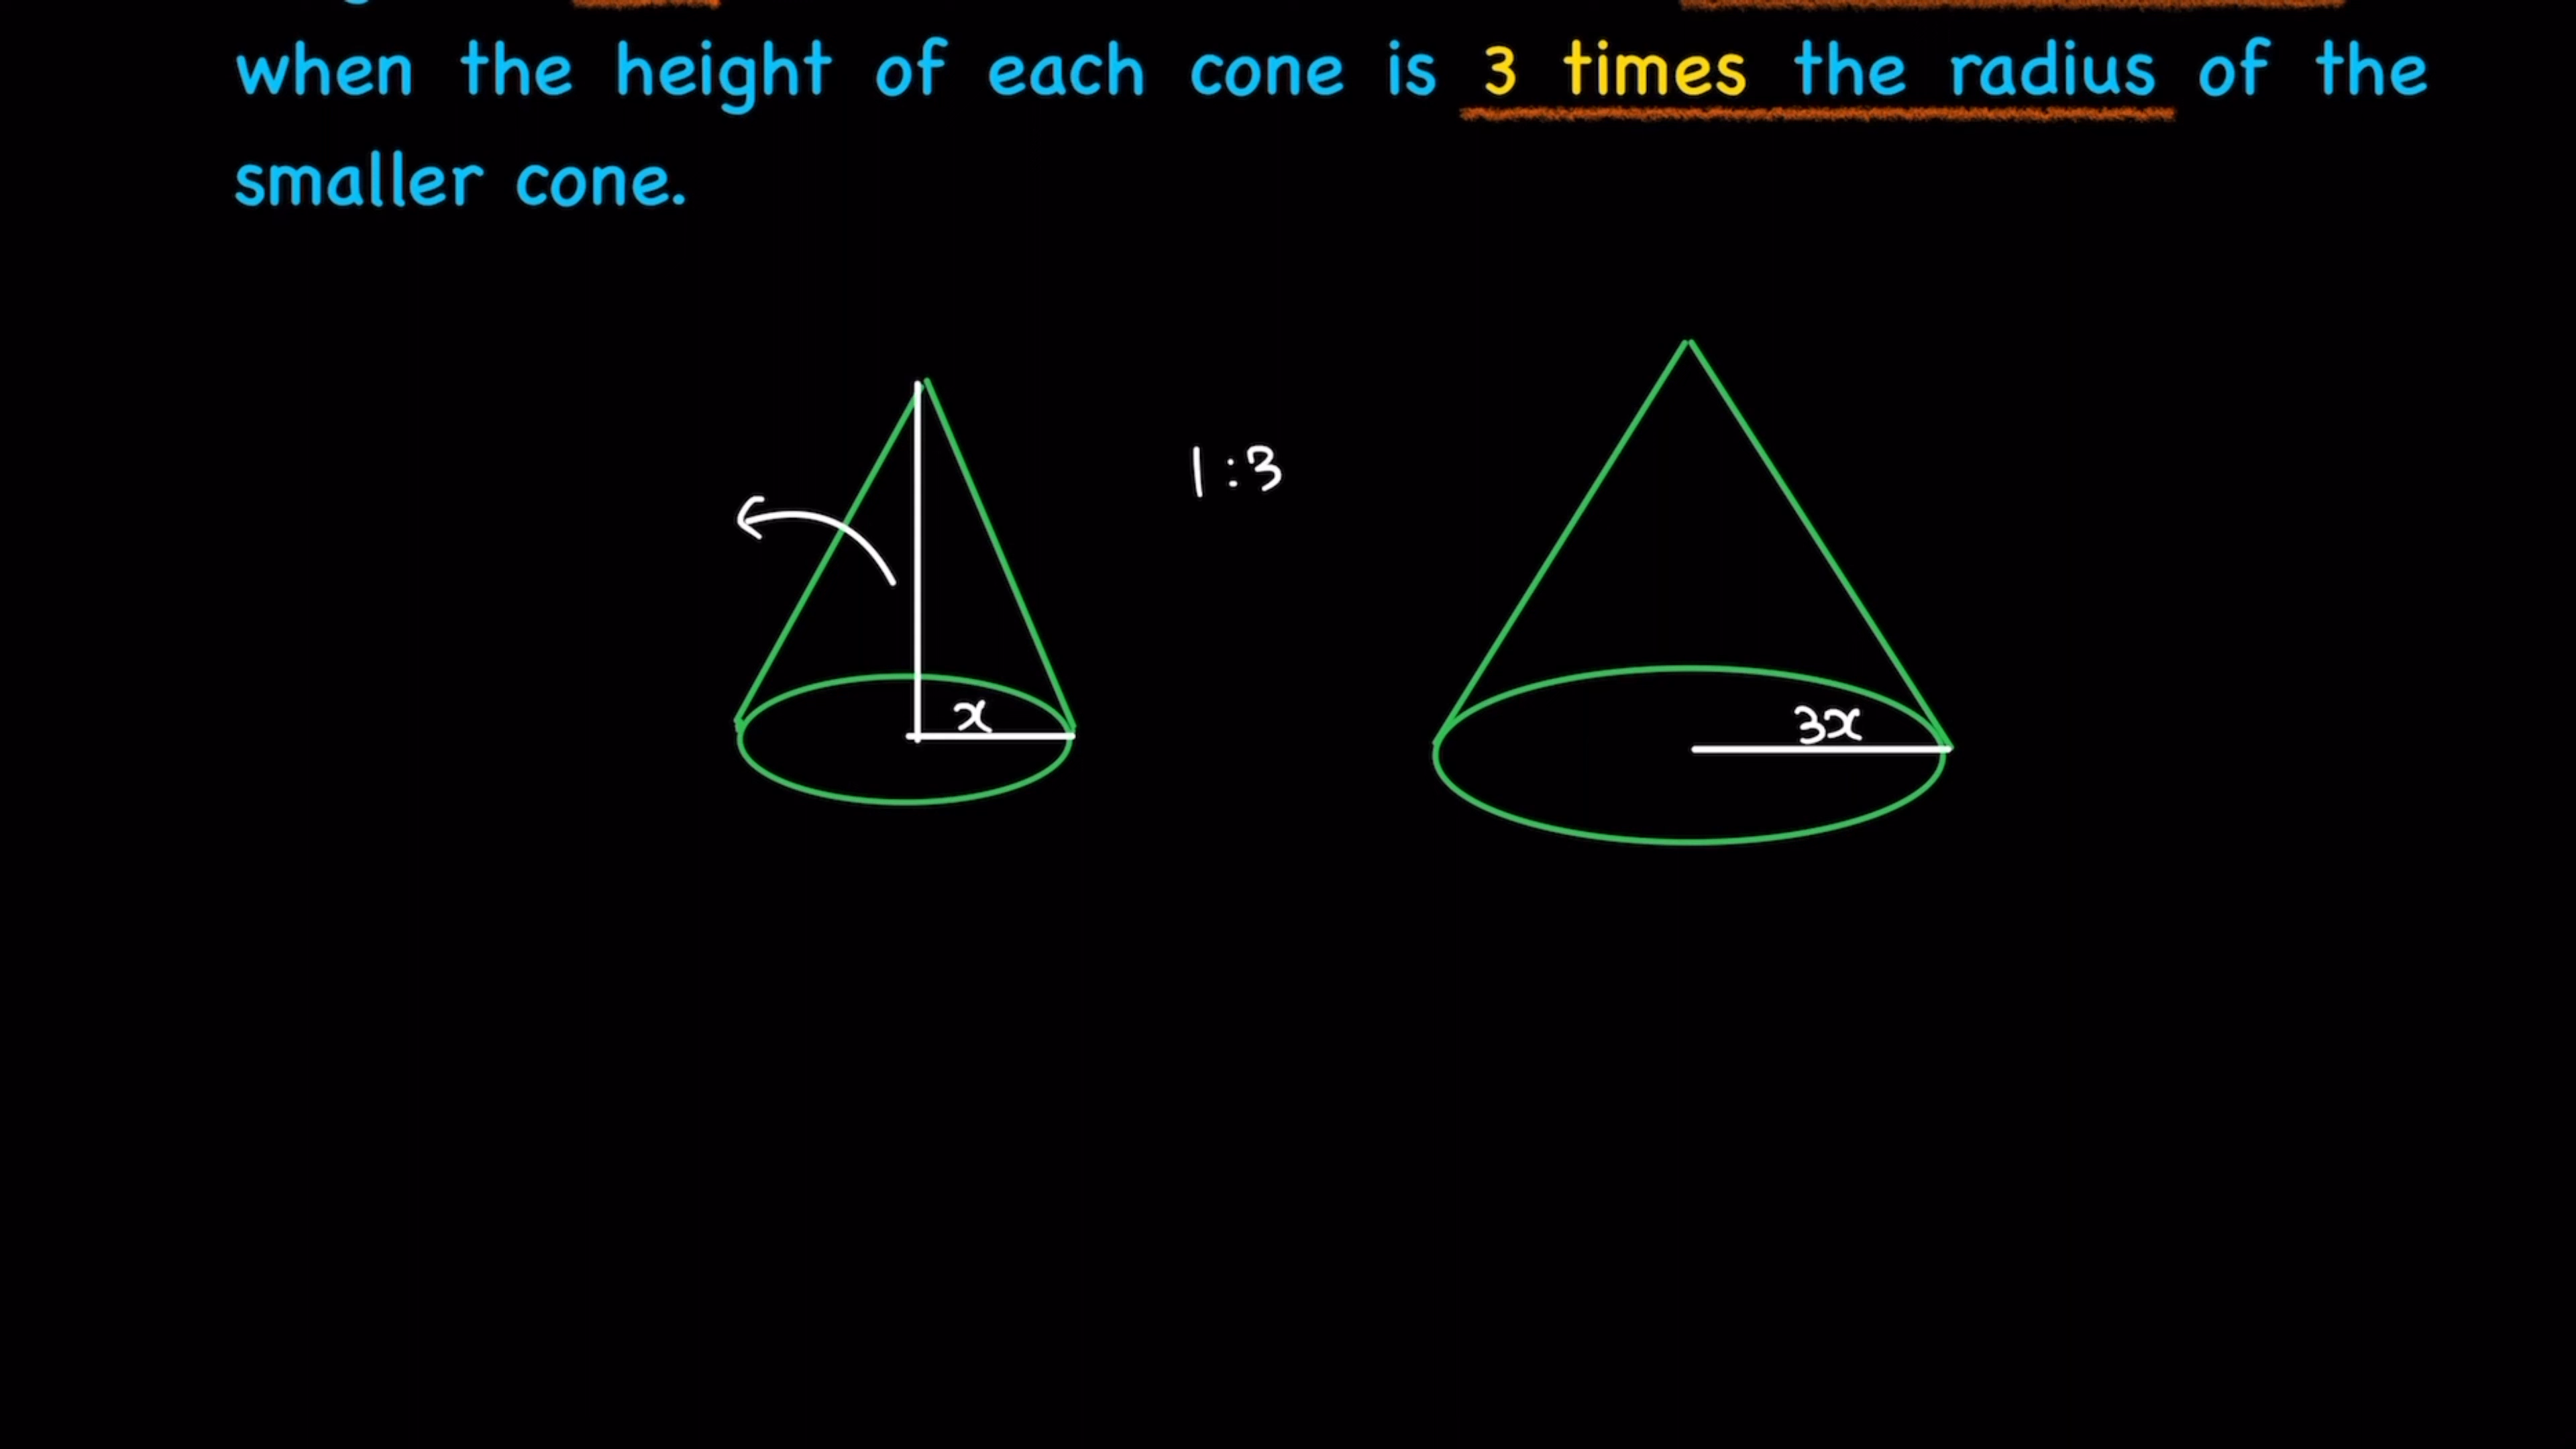 when the height of each cone is 3 times the radius of the
smaller cone.
1:3
x
3x